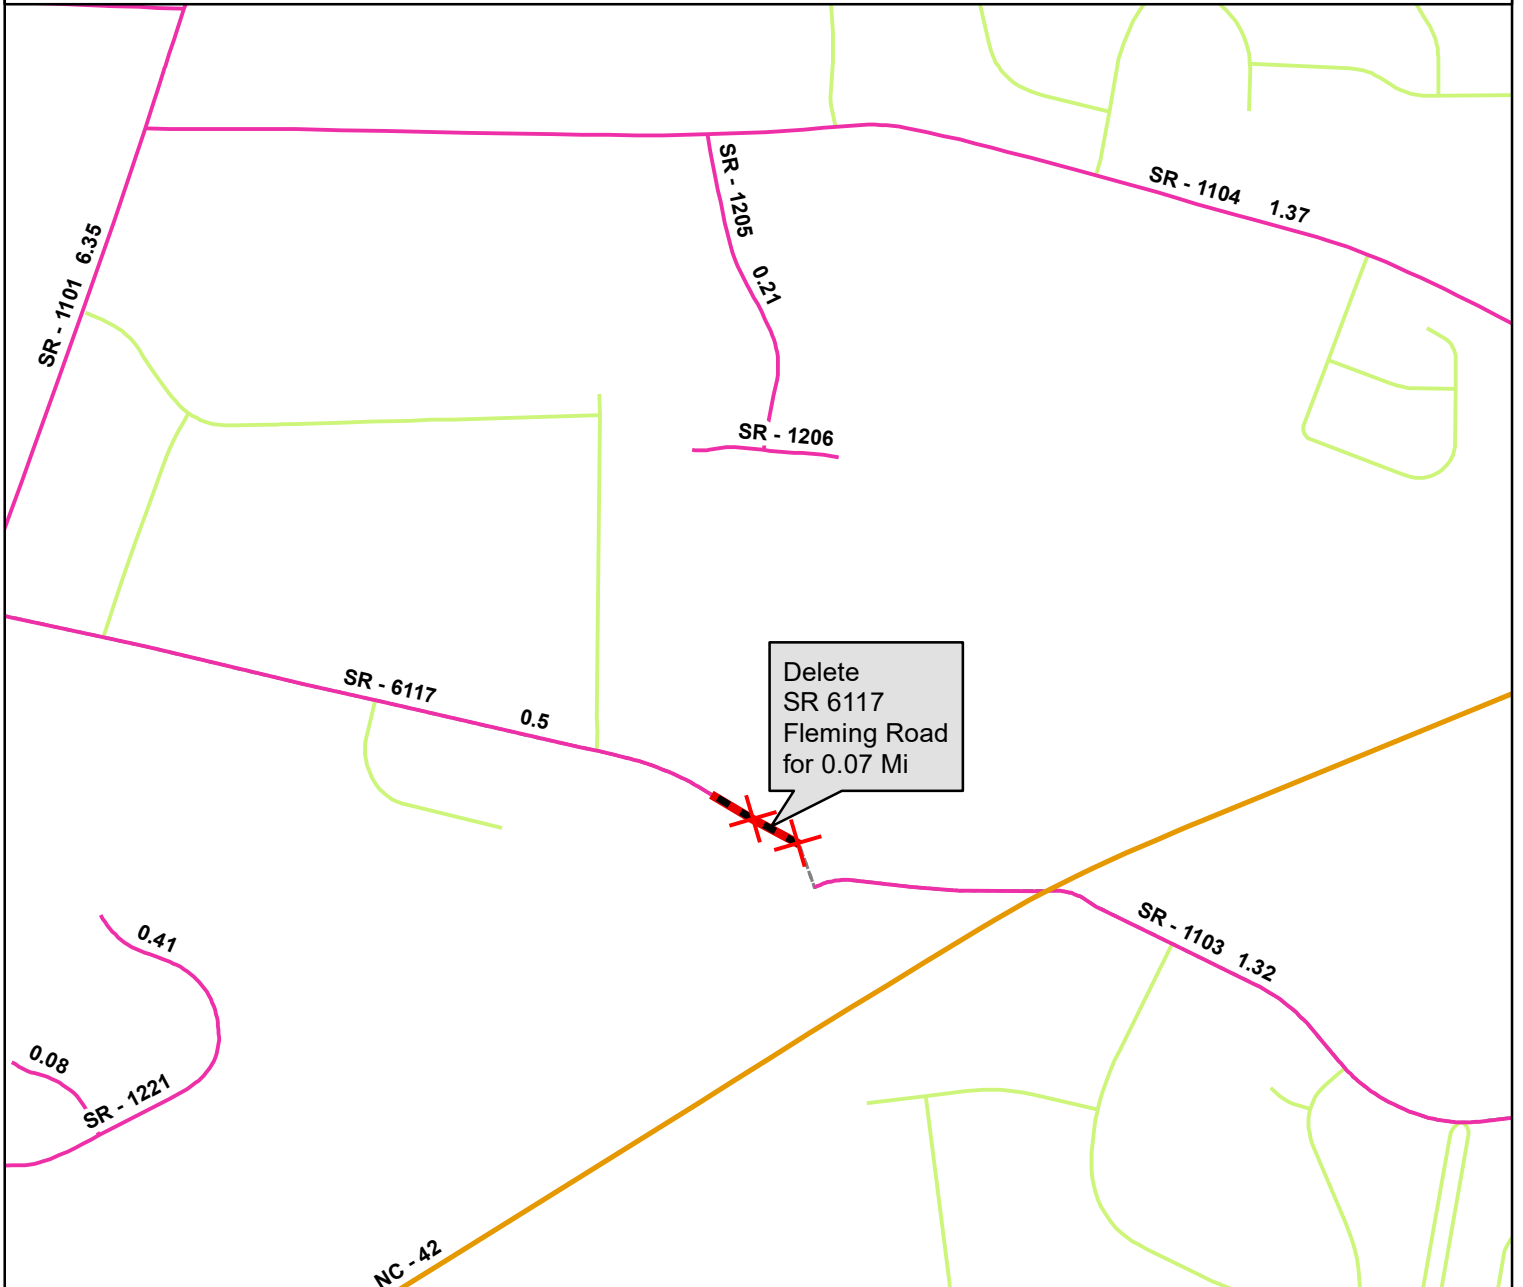 SR - 1205
0.21
SR - 1104 1.37
SR - 1101 6.35
SR - 1206
Delete
SR 6117
Fleming Road
for 0.07 Mi
SR - 6117
0.5
SR - 1103 1.32
0.41
0.08
SR - 1221
NC - 42